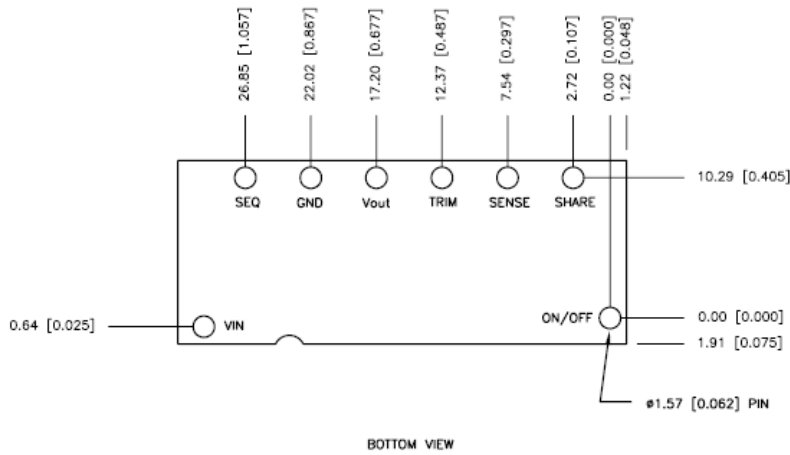 26.85 [1.057]
22.02 [0.867]
17.20 [0.677]
12.37 [0.487]
7.54 [0.297]
2.72 [0.107]
0.00 [0.000]
1.22 [0.048]
10.29 [0.405]
SEQ GND Vout TRIM SENSE SHARE
0.64 [0.025] VIN ON/OFF 0.00 [0.000]
1.91 [0.075]
ø1.57 [0.062] PIN
BOTTOM VIEW